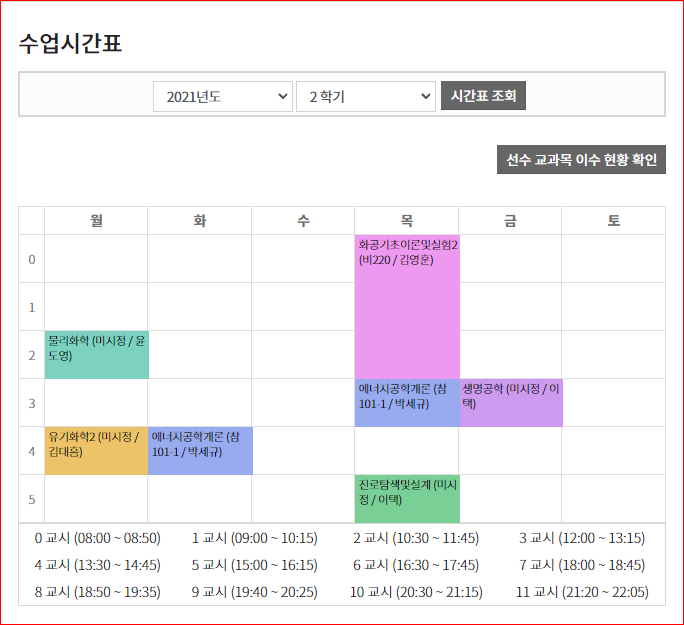 수업시간표
2021년도 2 학기 시간표 조회
선수 교과목 이수 현황 확인
월 화 수 목 금 토
0
화공기초이론및실험2
(비220 / 김영훈)
1
2
물리화학 (미시정 / 윤
도영)
3
에너지공학개론 (참
101-1 / 박세규)
생명공학 (미시정 / 이
택)
4
유기화학2 (미시정 /
김대흠)
에너지공학개론 (참
101-1 / 박세규)
5
진로탐색및설계 (미시
정 / 이택)
0 교시 (08:00 ~ 08:50) 1 교시 (09:00 ~ 10:15) 2 교시 (10:30 ~ 11:45) 3 교시 (12:00 ~ 13:15)
4 교시 (13:30 ~ 14:45) 5 교시 (15:00 ~ 16:15) 6 교시 (16:30 ~ 17:45) 7 교시 (18:00 ~ 18:45)
8 교시 (18:50 ~ 19:35) 9 교시 (19:40 ~ 20:25) 10 교시 (20:30 ~ 21:15) 11 교시 (21:20 ~ 22:05)